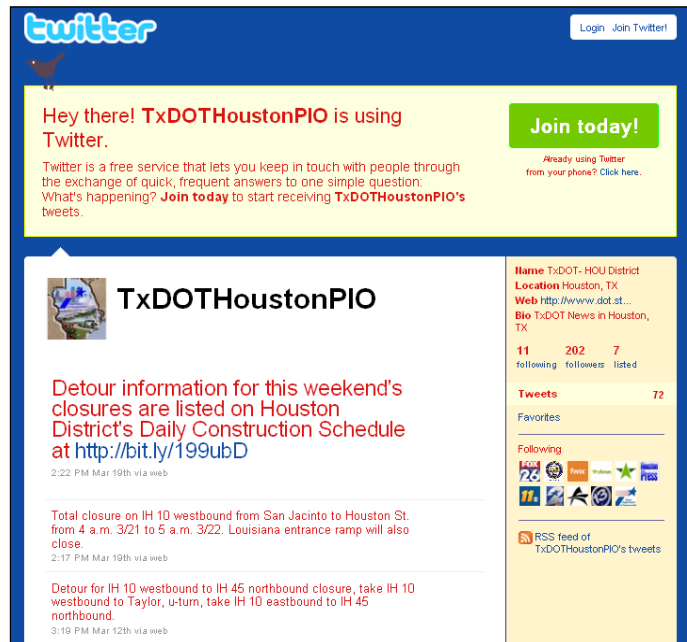 twitter
Login Join Twitter!
Hey there! TxDOTHoustonPIO is using
Twitter.
Twitter is a free service that lets you keep in touch with people through
the exchange of quick, frequent answers to one simple question:
What's happening? Join today to start receiving TxDOTHoustonPIO's
tweets.
Join today!
Already using Twitter
from your phone? Click here.
TxDOTHoustonPIO
Detour information for this weekend's
closures are listed on Houston
District's Daily Construction Schedule
at http://bit.ly/199ubD
2:22 PM Mar 19th via web
Total closure on IH 10 westbound from San Jacinto to Houston St.
from 4 a.m. 3/21 to 5 a.m. 3/22. Louisiana entrance ramp will also
close.
2:17 PM Mar 19th via web
Detour for IH 10 westbound to IH 45 northbound closure, take IH 10
westbound to Taylor, u-turn, take IH 10 eastbound to IH 45
northbound.
3:19 PM Mar 12th via web
Name TxDOT- HOU District
Location Houston, TX
Web http://www.dot.st...
Bio TxDOT News in Houston,
TX
11 202 7
following followers listed
Tweets 72
Favorites
Following
FOX
26
Houston
Press
11
2
RSS feed of
TxDOTHoustonPIO's tweets